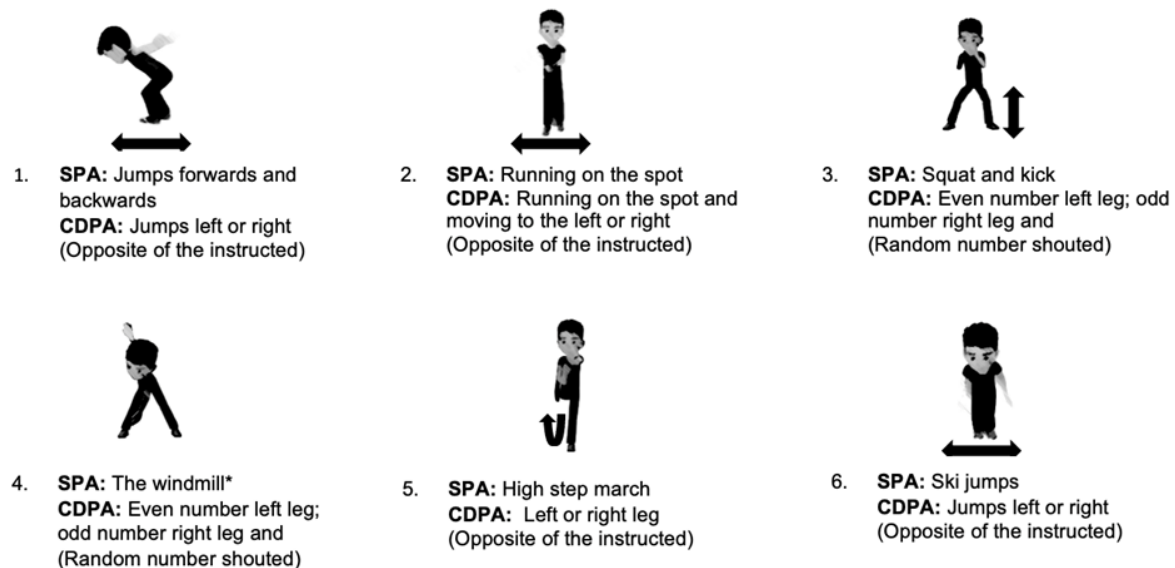 1. SPA: Jumps forwards and
backwards
CDPA: Jumps left or right
(Opposite of the instructed)
2. SPA: Running on the spot
CDPA: Running on the spot and
moving to the left or right
(Opposite of the instructed)
3. SPA: Squat and kick
CDPA: Even number left leg; odd
number right leg and
(Random number shouted)
4. SPA: The windmill*
CDPA: Even number left leg;
odd number right leg and
(Random number shouted)
5. SPA: High step march
CDPA: Left or right leg
(Opposite of the instructed)
6. SPA: Ski jumps
CDPA: Jumps left or right
(Opposite of the instructed)